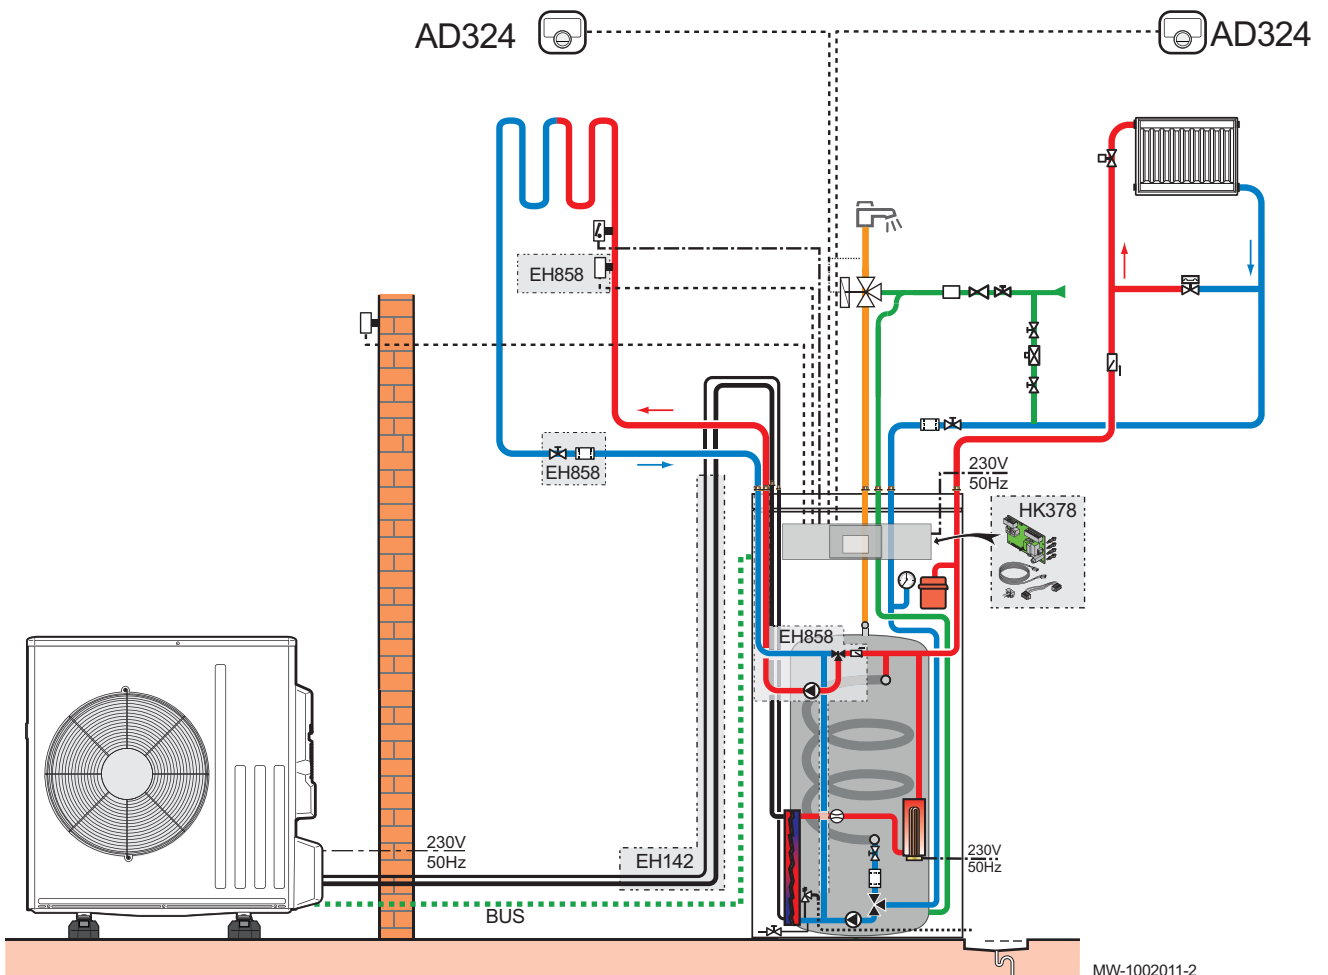 AD324
AD324
EH858
EH858
230V
50Hz
HK378
EH858
230V
50Hz
EH142
230V
50Hz
BUS
MW-1002011-2